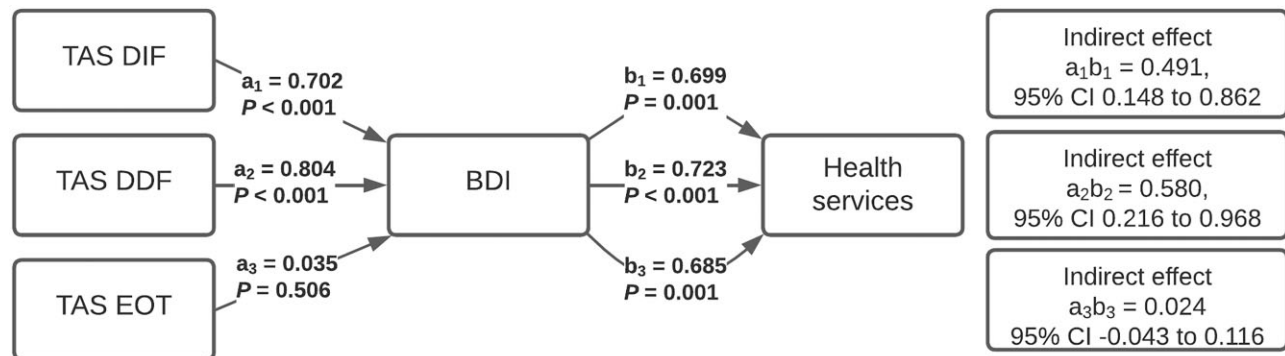 TAS DIF
a₁ = 0.702
P < 0.001
b₁ = 0.699
P = 0.001
Indirect effect
a₁b₁ = 0.491,
95% CI 0.148 to 0.862
TAS DDF
a₂ = 0.804
P < 0.001
BDI
b₂ = 0.723
P < 0.001
Health
services
Indirect effect
a₂b₂ = 0.580,
95% CI 0.216 to 0.968
TAS EOT
a₃ = 0.035
P = 0.506
b₃ = 0.685
P = 0.001
Indirect effect
a₃b₃ = 0.024
95% CI -0.043 to 0.116